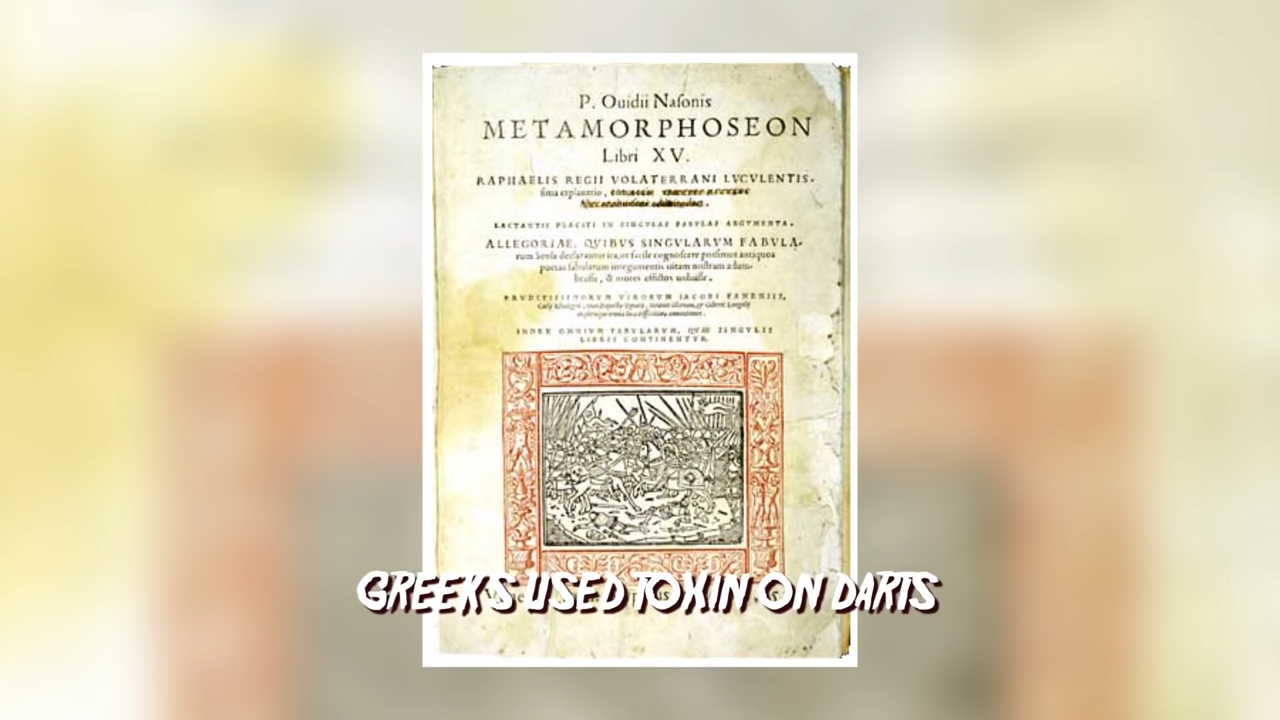 P. Ouidii Naſonis
METAMORPHOSEON
Libri XV.
RAPHAELIS REGII VOLATERRANI LVCVLENTIS-
ſima explanatio,
LACTANTII PLACITI IN SINGVLAS FABVLAS ARGVMENTA.
ALLEGORIAE, QVIBVS SINGVLARVM FABVLA-
rum Senſa declarantur ita, ut facile cognoſcere poſsimus antiquos
poetas fabularum integumentis uitam noſtram adum-
braſſe, & mores effictos uoluiſſe.
ERVDITISSIMORVM VIRORVM IACOBI FANENSIS,
INDEX OMNIVM FABVLARVM, QVAE SINGVLIS
LIBRIS CONTINENTVR.
GREEKS USED TOXIN ON DARTS